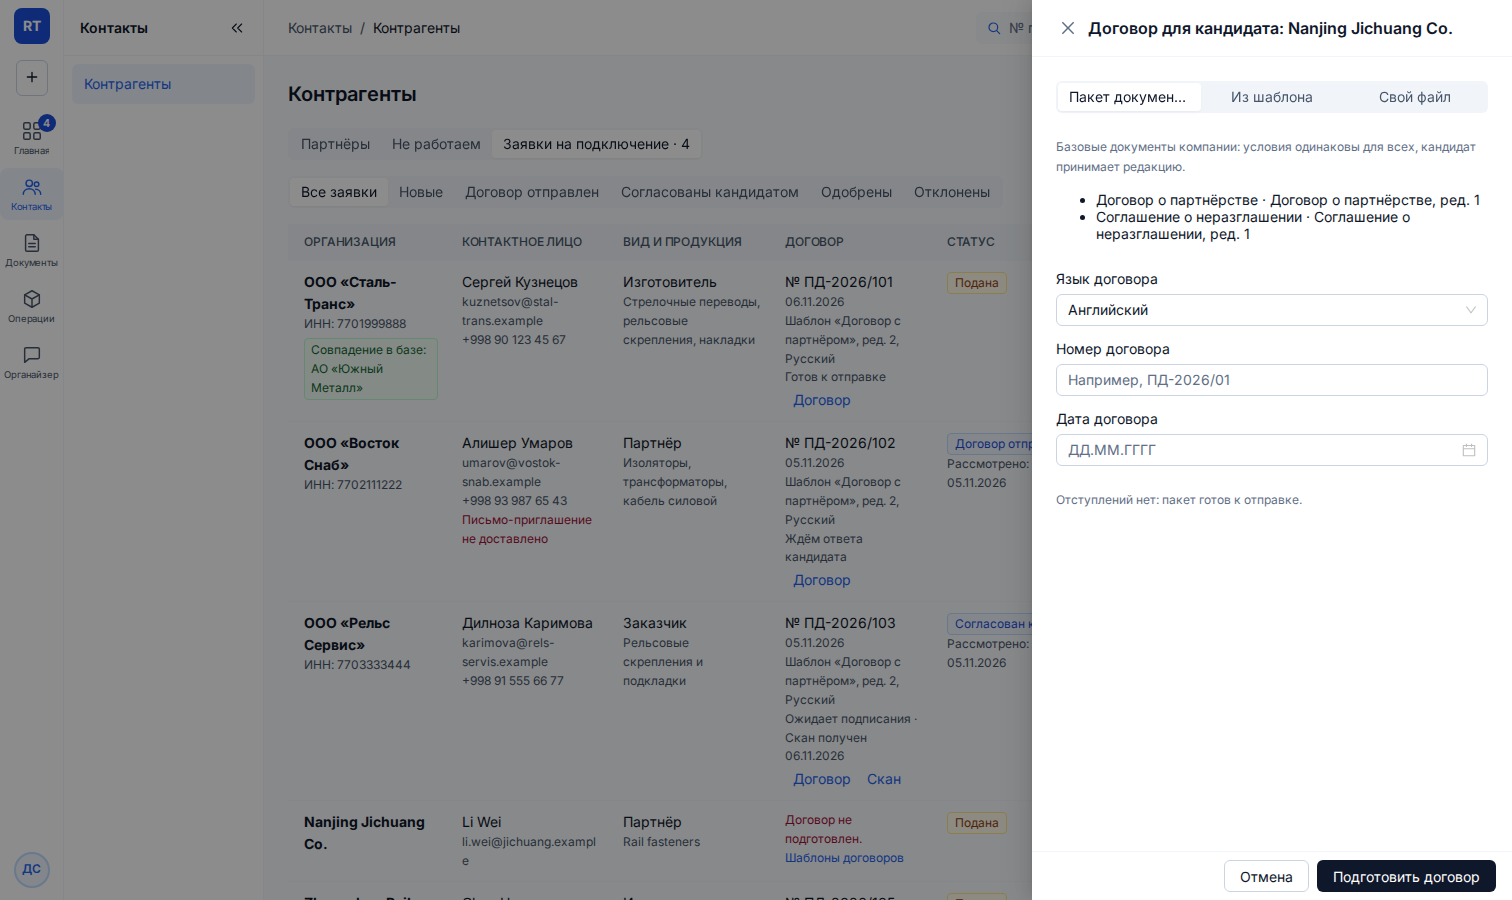 RT
Контакты
Контакты / Контрагенты
№
Договор для кандидата: Nanjing Jichuang Co.
4
Главная
Контакты
Документы
Операции
Органайзер
ДС
Контрагенты
Контрагенты
Партнёры
Не работаем
Заявки на подключение · 4
Все заявки
Новые
Договор отправлен
Согласованы кандидатом
Одобрены
Отклонены
ОРГАНИЗАЦИЯ
КОНТАКТНОЕ ЛИЦО
ВИД И ПРОДУКЦИЯ
ДОГОВОР
СТАТУС
ООО «Сталь-
Транс»
ИНН: 7701999888
Совпадение в базе:
АО «Южный
Металл»
Сергей Кузнецов
kuznetsov@stal-
trans.example
+998 90 123 45 67
Изготовитель
Стрелочные переводы,
рельсовые
скрепления, накладки
№ ПД-2026/101
06.11.2026
Шаблон «Договор с
партнёром», ред. 2,
Русский
Готов к отправке
Договор
Подана
ООО «Восток
Снаб»
ИНН: 7702111222
Алишер Умаров
umarov@vostok-
snab.example
+998 93 987 65 43
Письмо-приглашение
не доставлено
Партнёр
Изоляторы,
трансформаторы,
кабель силовой
№ ПД-2026/102
05.11.2026
Шаблон «Договор с
партнёром», ред. 2,
Русский
Ждём ответа
кандидата
Договор
Договор отпр
Рассмотрено:
05.11.2026
ООО «Рельс
Сервис»
ИНН: 7703333444
Дилноза Каримова
karimova@rels-
servis.example
+998 91 555 66 77
Заказчик
Рельсовые
скрепления и
подкладки
№ ПД-2026/103
05.11.2026
Шаблон «Договор с
партнёром», ред. 2,
Русский
Ожидает подписания ·
Скан получен
06.11.2026
Договор
Скан
Согласован
Рассмотрено:
05.11.2026
Nanjing Jichuang
Co.
Li Wei
li.wei@jichuang.exampl
e
Партнёр
Rail fasteners
Договор не
подготовлен.
Шаблоны договоров
Подана
Пакет докумен...
Из шаблона
Свой файл
Базовые документы компании: условия одинаковы для всех, кандидат
принимает редакцию.
• Договор о партнёрстве · Договор о партнёрстве, ред. 1
• Соглашение о неразглашении · Соглашение о
неразглашении, ред. 1
Язык договора
Английский
Номер договора
Например, ПД-2026/01
Дата договора
ДД.ММ.ГГГГ
Отступлений нет: пакет готов к отправке.
Отмена
Подготовить договор